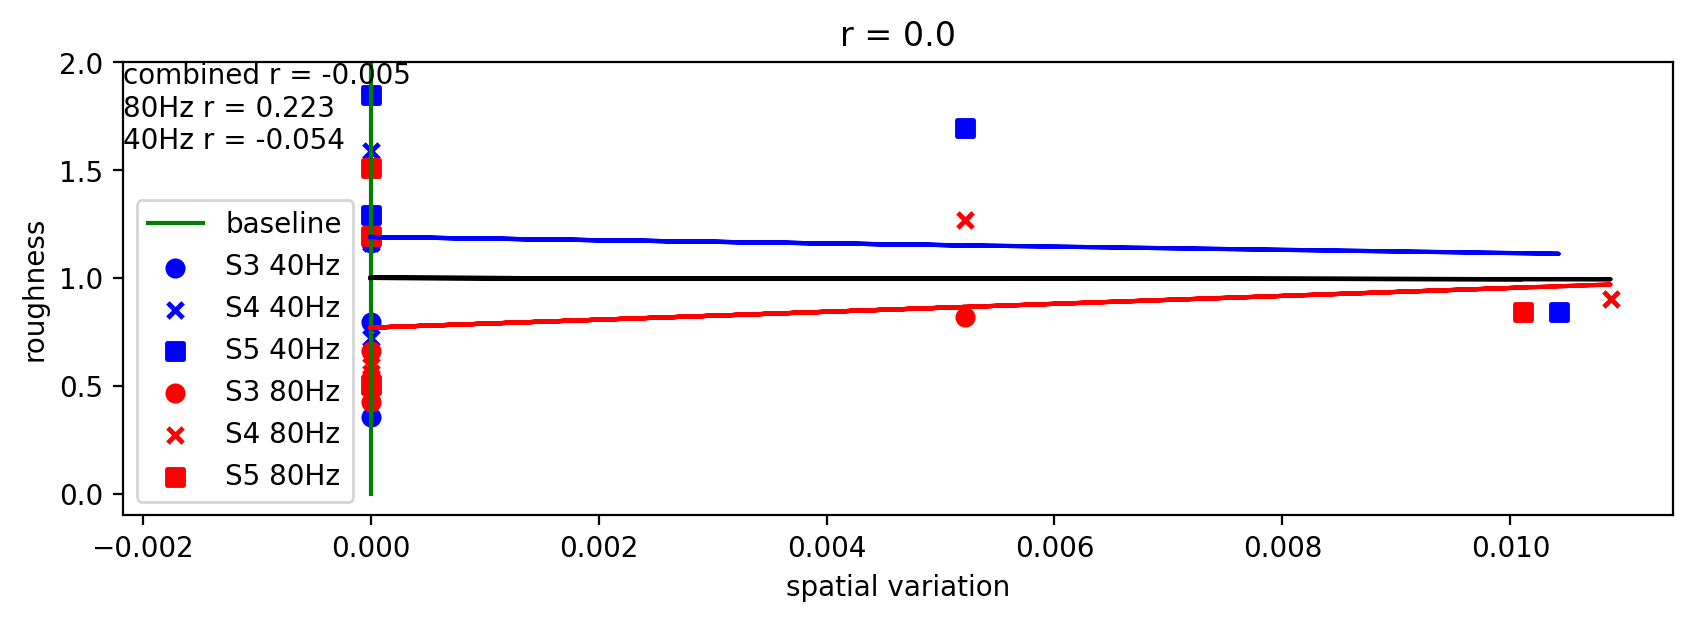 r = 0.0
combined r = -0.005
80Hz r = 0.223
40Hz r = -0.054
baseline
S3 40Hz
S4 40Hz
S5 40Hz
S3 80Hz
S4 80Hz
S5 80Hz
roughness
2.0
1.5
1.0
0.5
0.0
−0.002 0.000 0.002 0.004 0.006 0.008 0.010
spatial variation